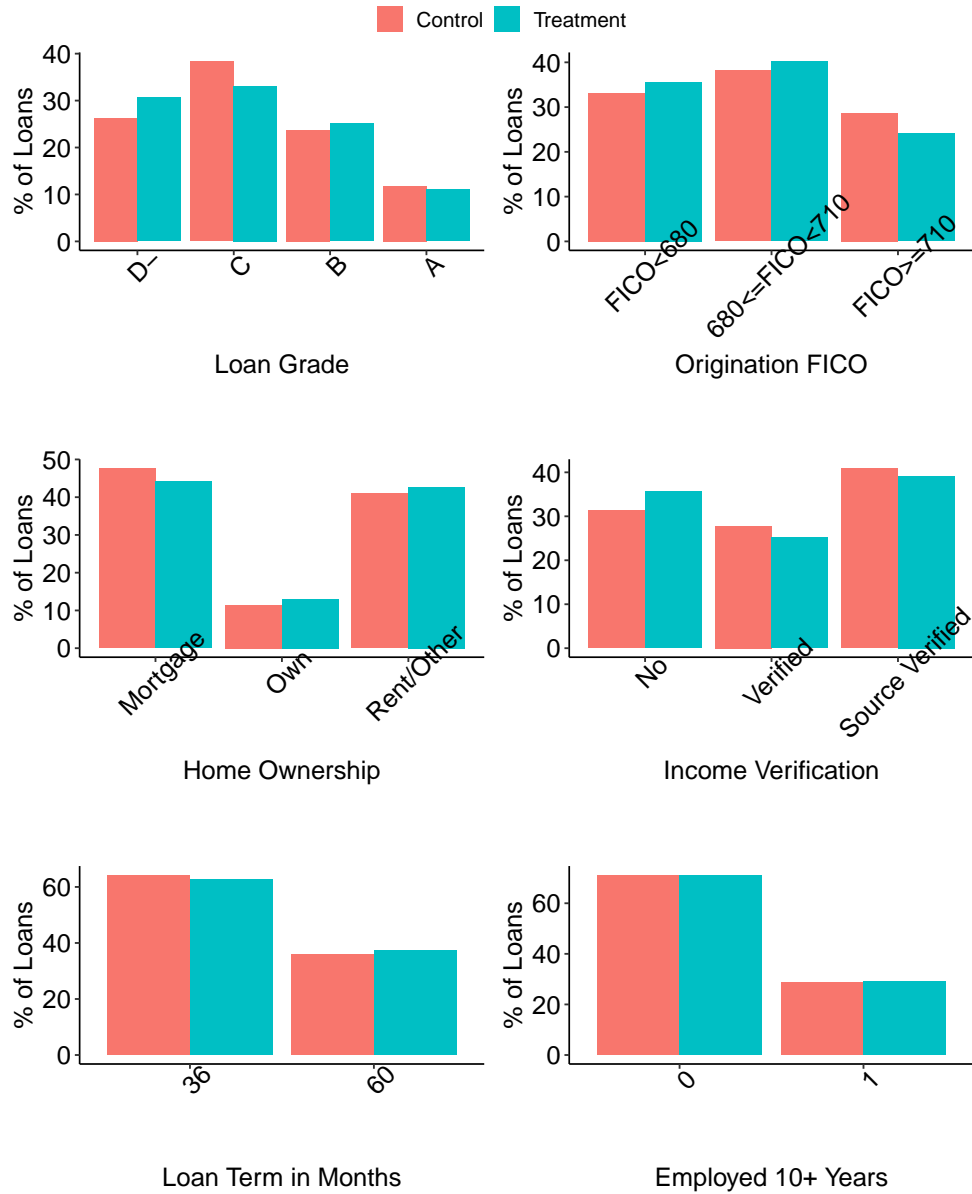 Control Treatment
% of Loans
40
30
20
10
0
D−
C
B
A
Loan Grade
% of Loans
40
30
20
10
0
FICO<680
680<=FICO<710
FICO>=710
Origination FICO
% of Loans
50
40
30
20
10
0
Mortgage
Own
Rent/Other
Home Ownership
% of Loans
40
30
20
10
0
No
Verified
Source Verified
Income Verification
% of Loans
60
40
20
0
36
60
Loan Term in Months
% of Loans
60
40
20
0
0
1
Employed 10+ Years